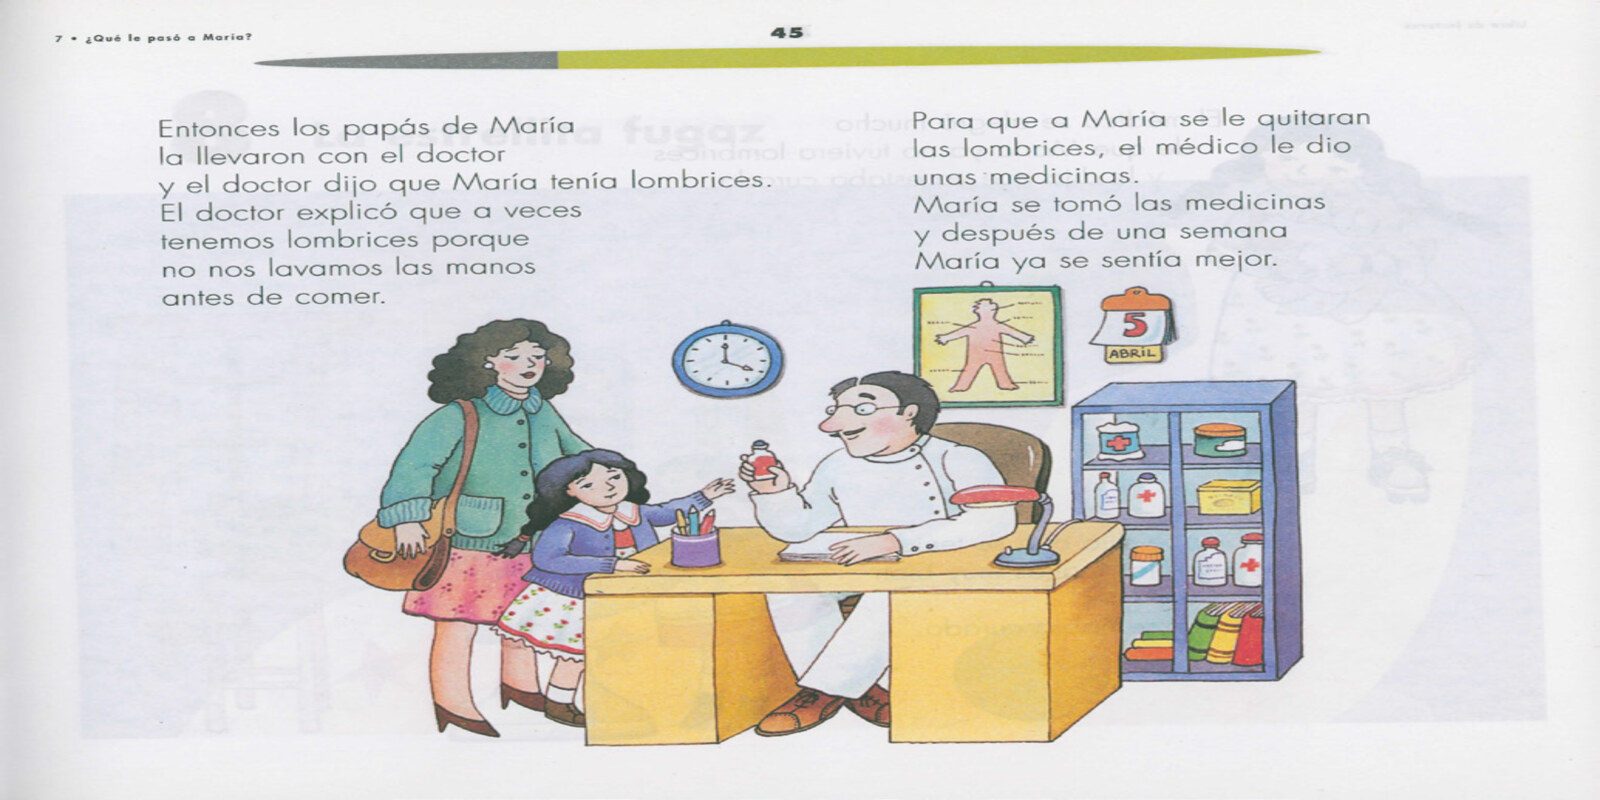 7 • ¿Qué le pasó a María?
45
Entonces los papás de María
la llevaron con el doctor
y el doctor dijo que María tenía lombrices.
El doctor explicó que a veces
tenemos lombrices porque
no nos lavamos las manos
antes de comer.
Para que a María se le quitaran
las lombrices, el médico le dio
unas medicinas.
María se tomó las medicinas
y después de una semana
María ya se sentía mejor.
5
ABRIL